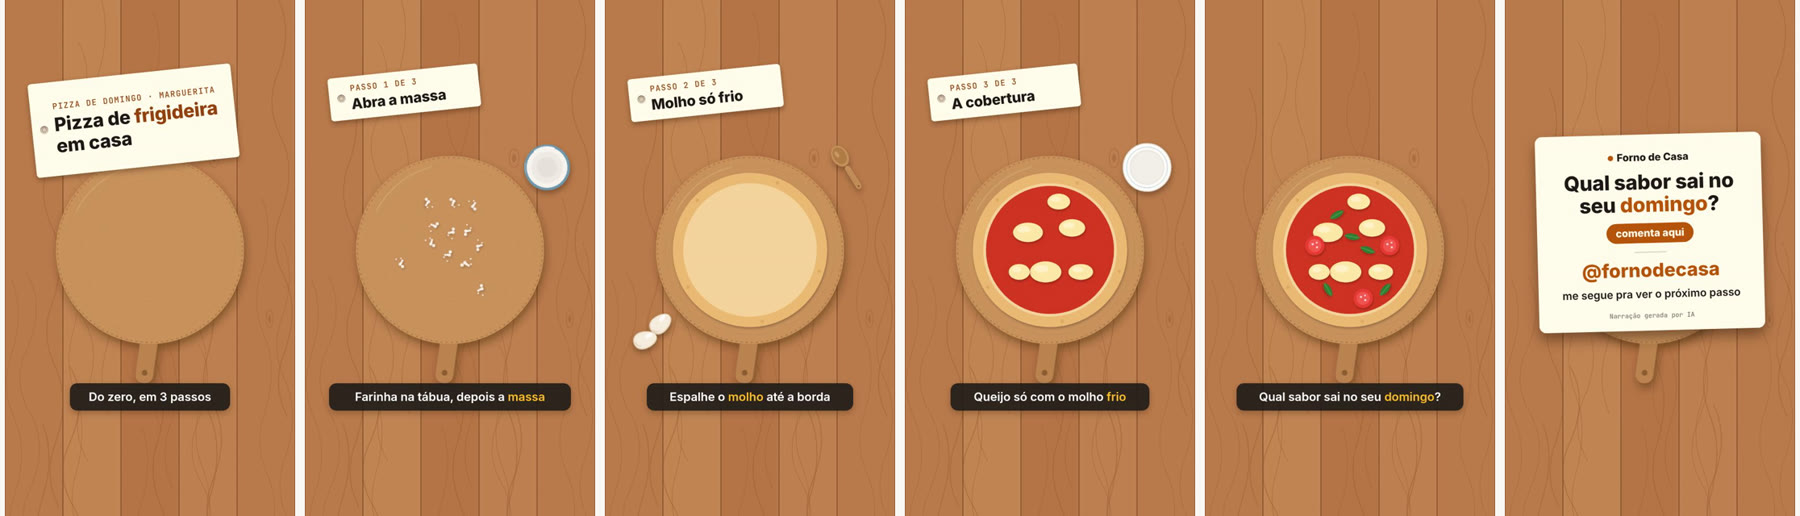 PIZZA DE DOMINGO · MARGUERITA
Pizza de frigideira
em casa
Do zero, em 3 passos
PASSO 1 DE 3
Abra a massa
Farinha na tábua, depois a massa
PASSO 2 DE 3
Molho só frio
Espalhe o molho até a borda
PASSO 3 DE 3
A cobertura
Queijo só com o molho frio
Qual sabor sai no seu domingo?
Forno de Casa
Qual sabor sai no
seu domingo?
comenta aqui
@fornodecasa
me segue pra ver o próximo passo
Narração gerada por IA